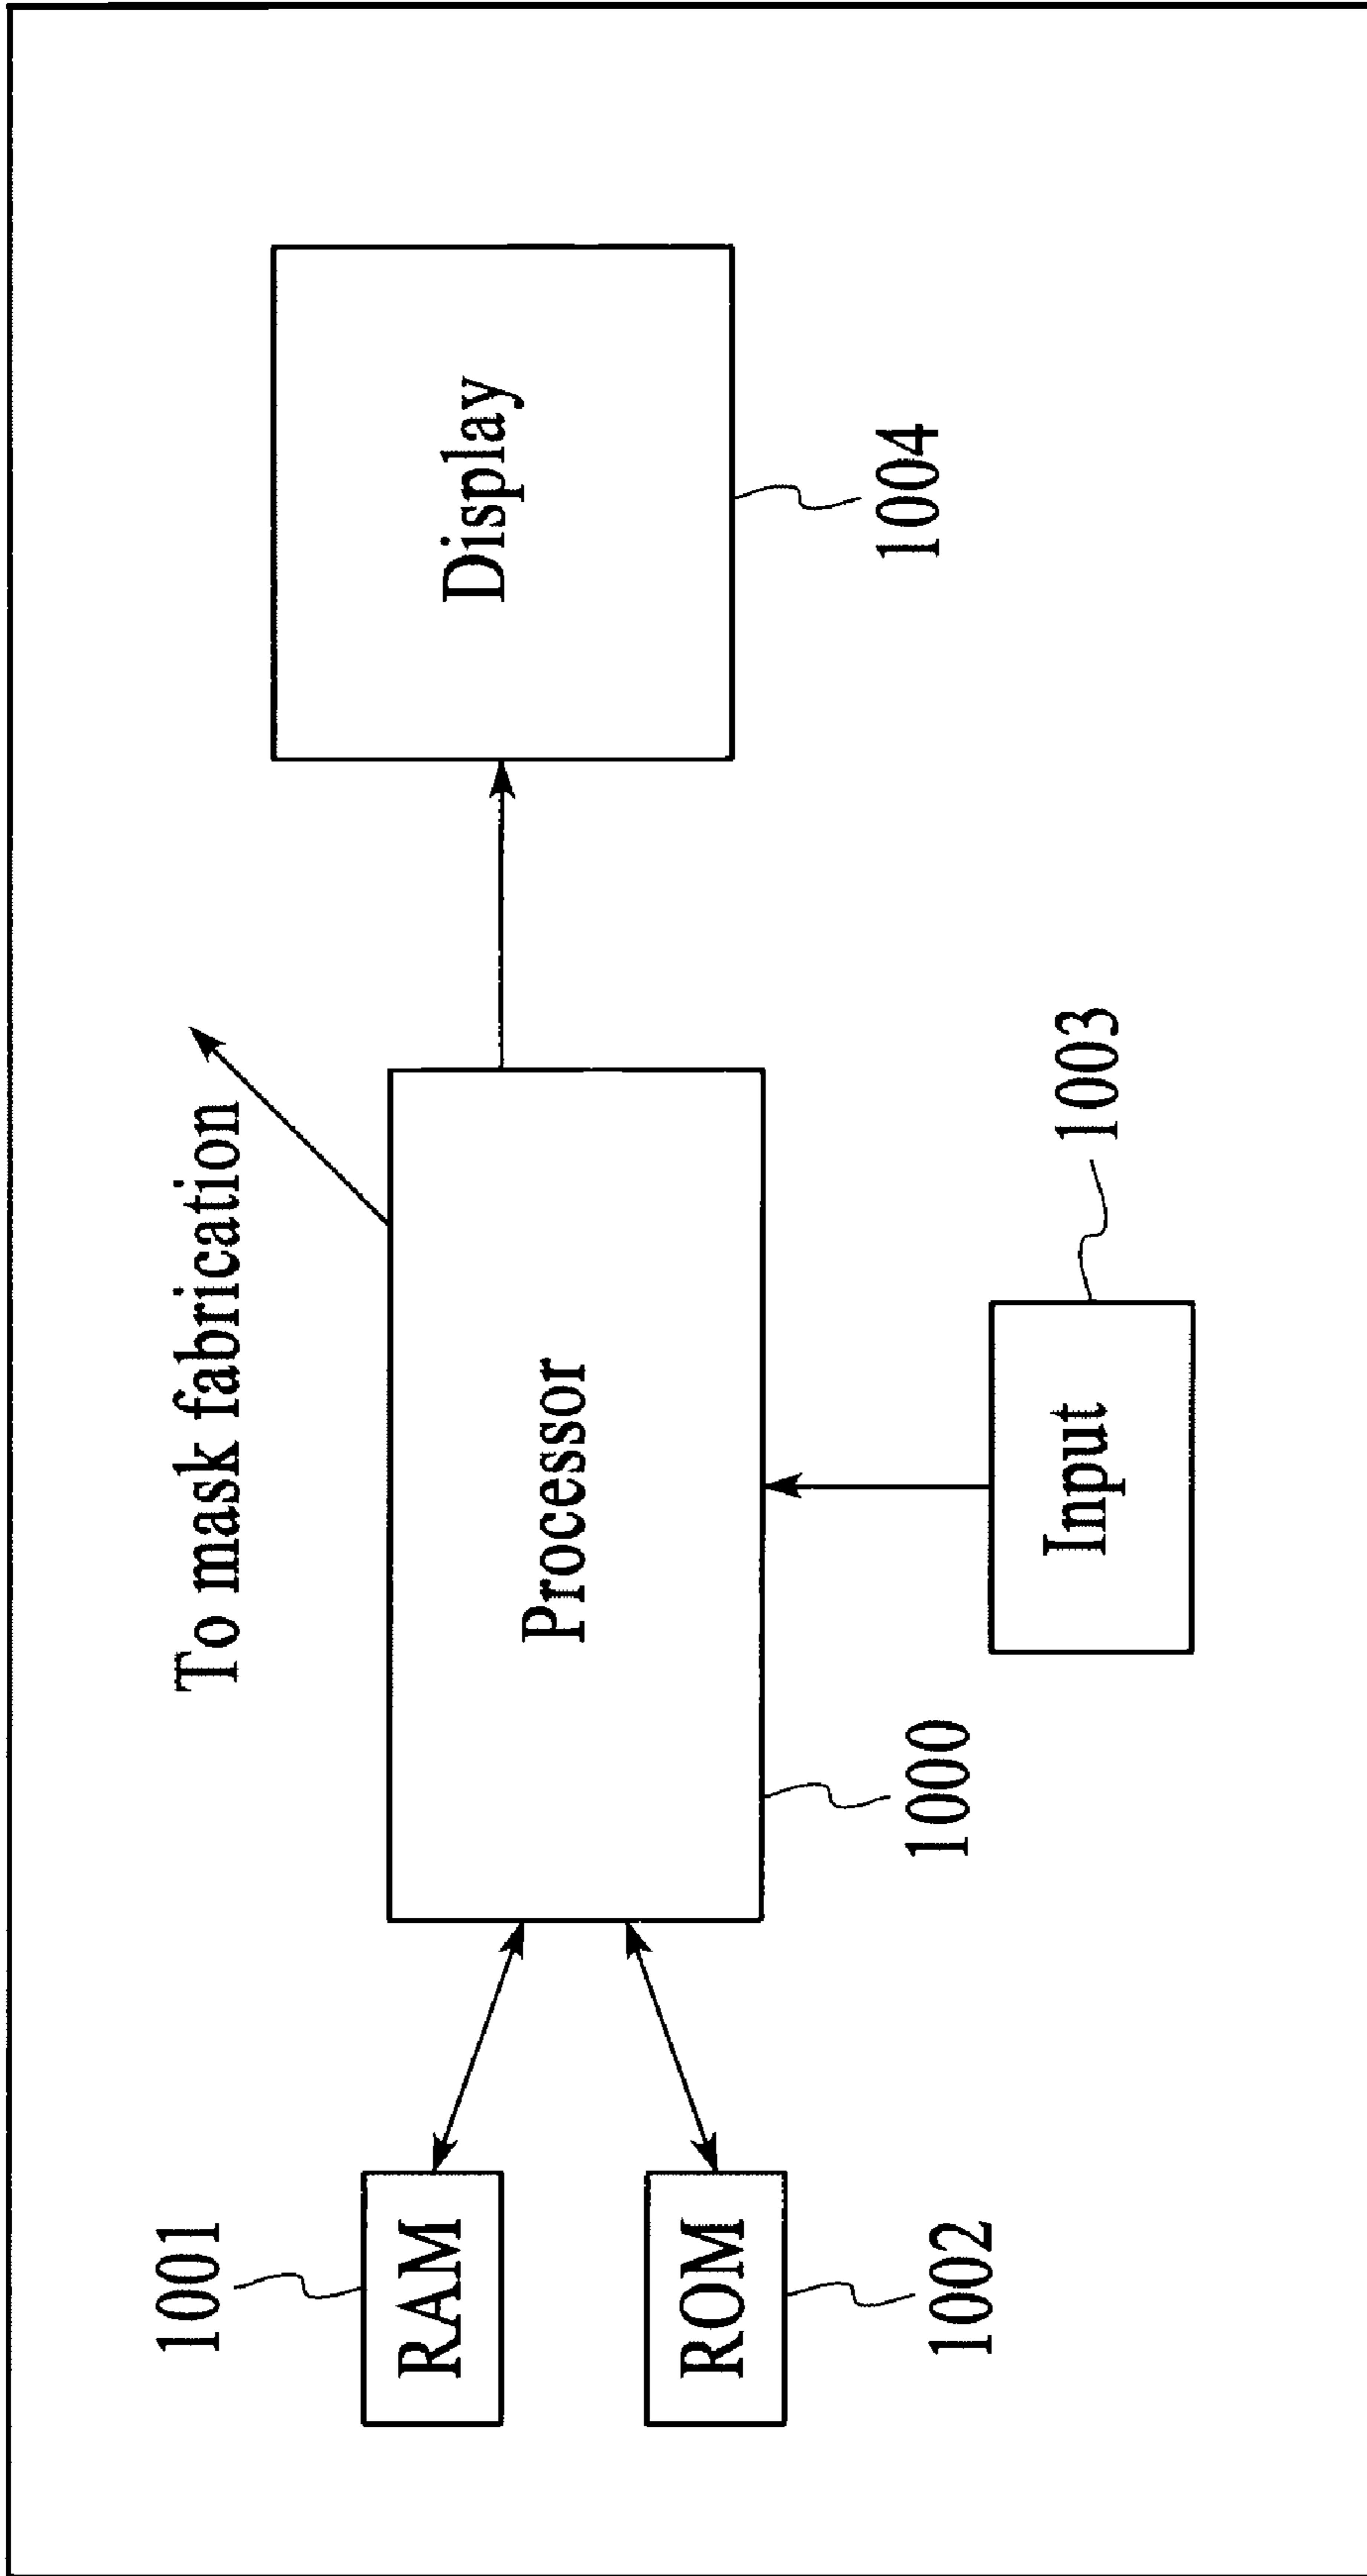 To mask fabrication
1001
RAM
Processor
Display
ROM
1002
1000
1004
Input
1003